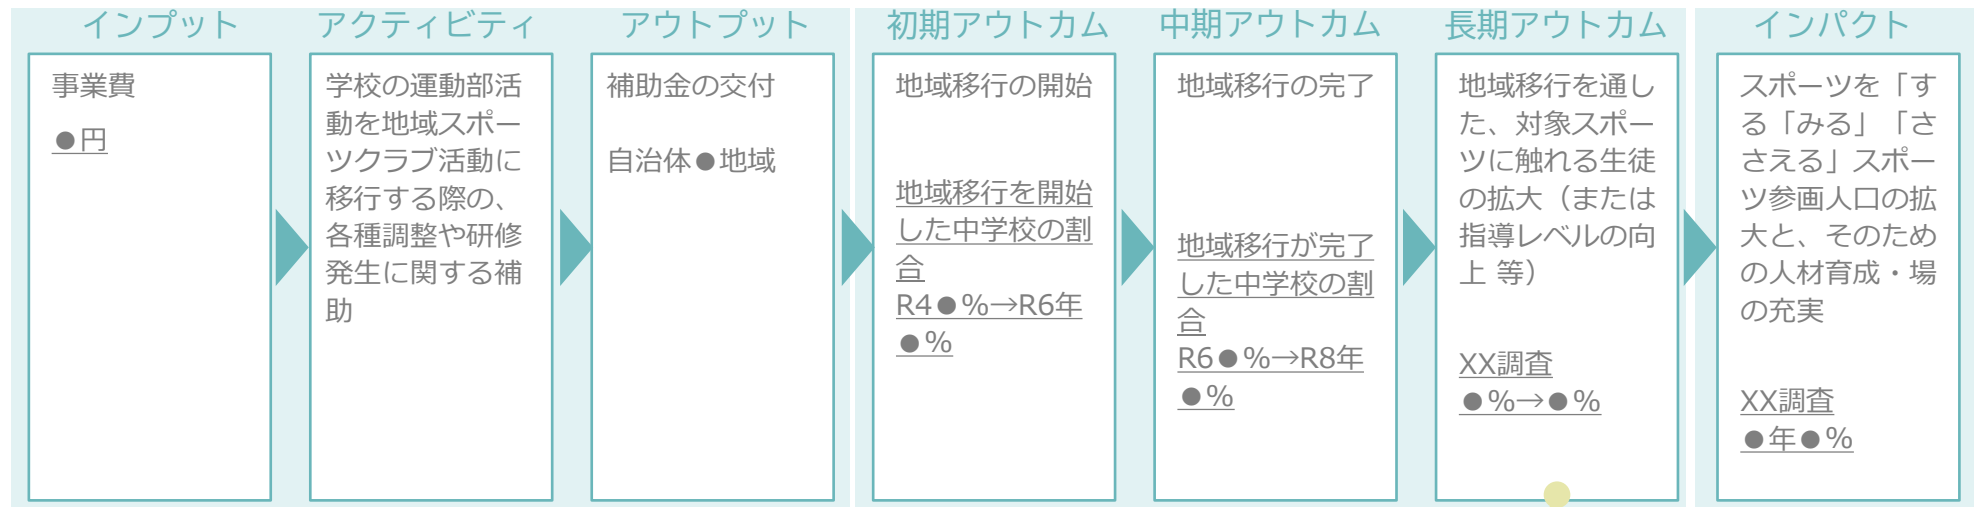 インプット
事業費
●円
アクティビティ
学校の運動部活
動を地域スポー
ツクラブ活動に
移行する際の、
各種調整や研修
発生に関する補
助
アウトプット
補助金の交付
自治体●地域
初期アウトカム
地域移行の開始
地域移行を開始
した中学校の割
合
R4●%→R6年
●%
中期アウトカム
地域移行の完了
地域移行が完了
した中学校の割
合
R6●%→R8年
●%
長期アウトカム
地域移行を通し
た、対象スポー
ツに触れる生徒
の拡大（または
指導レベルの向
上 等）
XX調査
●%→●%
インパクト
スポーツを「す
る「みる」「さ
さえる」スポー
ツ参画人口の拡
大と、そのため
の人材育成・場
の充実
XX調査
●年●%